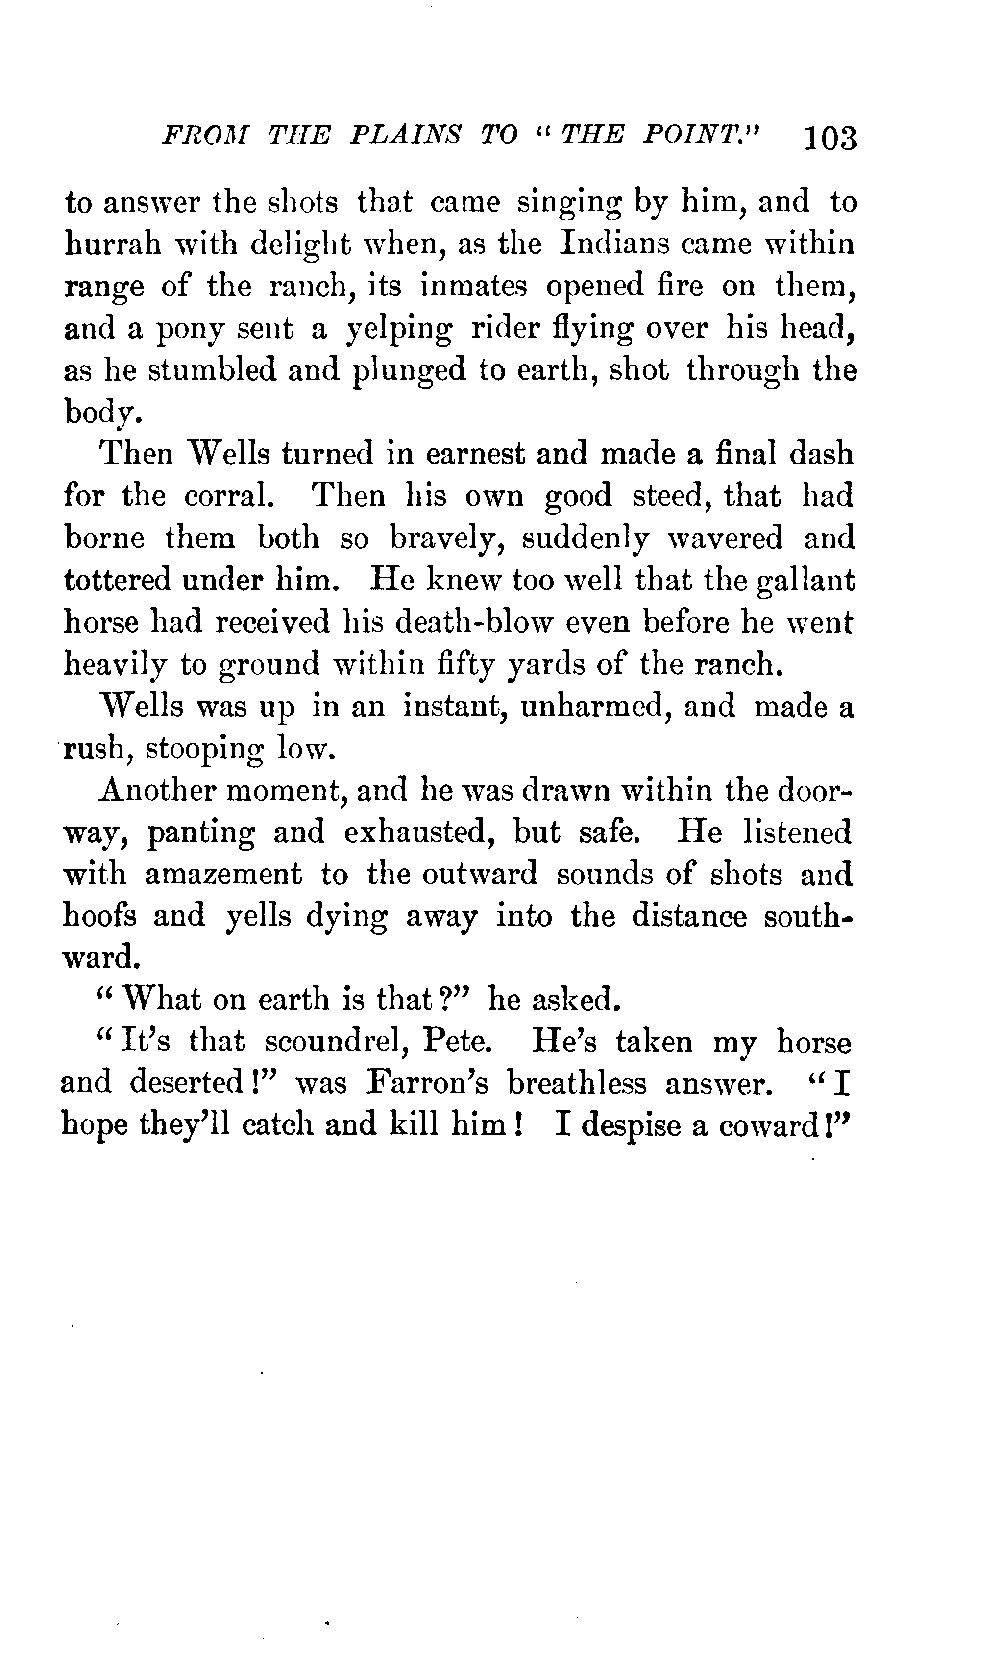 FROM THE PLAINS TO "THE POINT." 103
to answer the shots that came singing by him, and to
hurrah with delight when, as the Indians came within
range of the ranch, its inmates opened fire on them,
and a pony sent a yelping rider flying over his head,
as he stumbled and plunged to earth, shot through the
body.
Then Wells turned in earnest and made a final dash
for the corral. Then his own good steed, that had
borne them both so bravely, suddenly wavered and
tottered under him. He knew too well that the gallant
horse had received his death-blow even before he went
heavily to ground within fifty yards of the ranch.
Wells was up in an instant, unharmed, and made a
rush, stooping low.
Another moment, and he was drawn within the door-
way, panting and exhausted, but safe. He listened
with amazement to the outward sounds of shots and
hoofs and yells dying away into the distance south-
ward.
"What on earth is that?" he asked.
"It's that scoundrel, Pete. He's taken my horse
and deserted!" was Farron's breathless answer. "I
hope they'll catch and kill him! I despise a coward!"